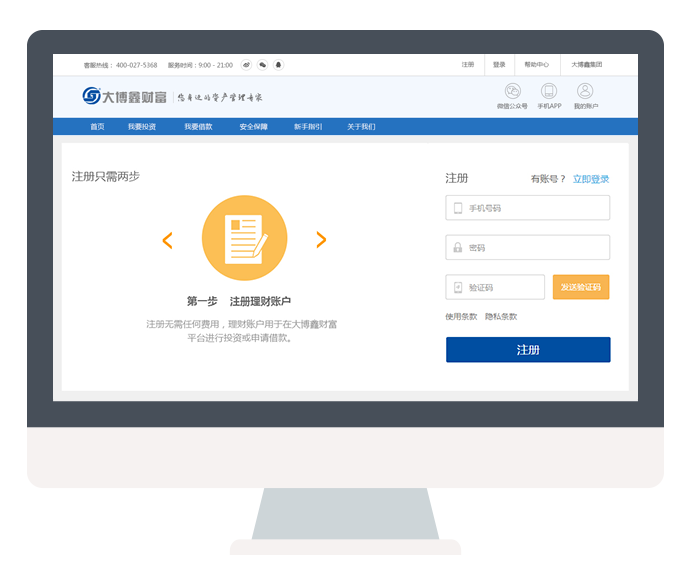 客服热线： 400-027-5368 服务时间：9:00 - 21:00 注册 登录 帮助中心 大博鑫集团
大博鑫财富 您身边的资产管理专家
微信公众号 手机APP 我的账户
首页 我要投资 我要借款 安全保障 新手指引 关于我们
注册只需两步
注册 有账号？ 立即登录
手机号码
密码
验证码 发送验证码
第一步 注册理财账户
使用条款 隐私条款
注册无需任何费用，理财账户用于在大博鑫财富
平台进行投资或申请借款。
注册